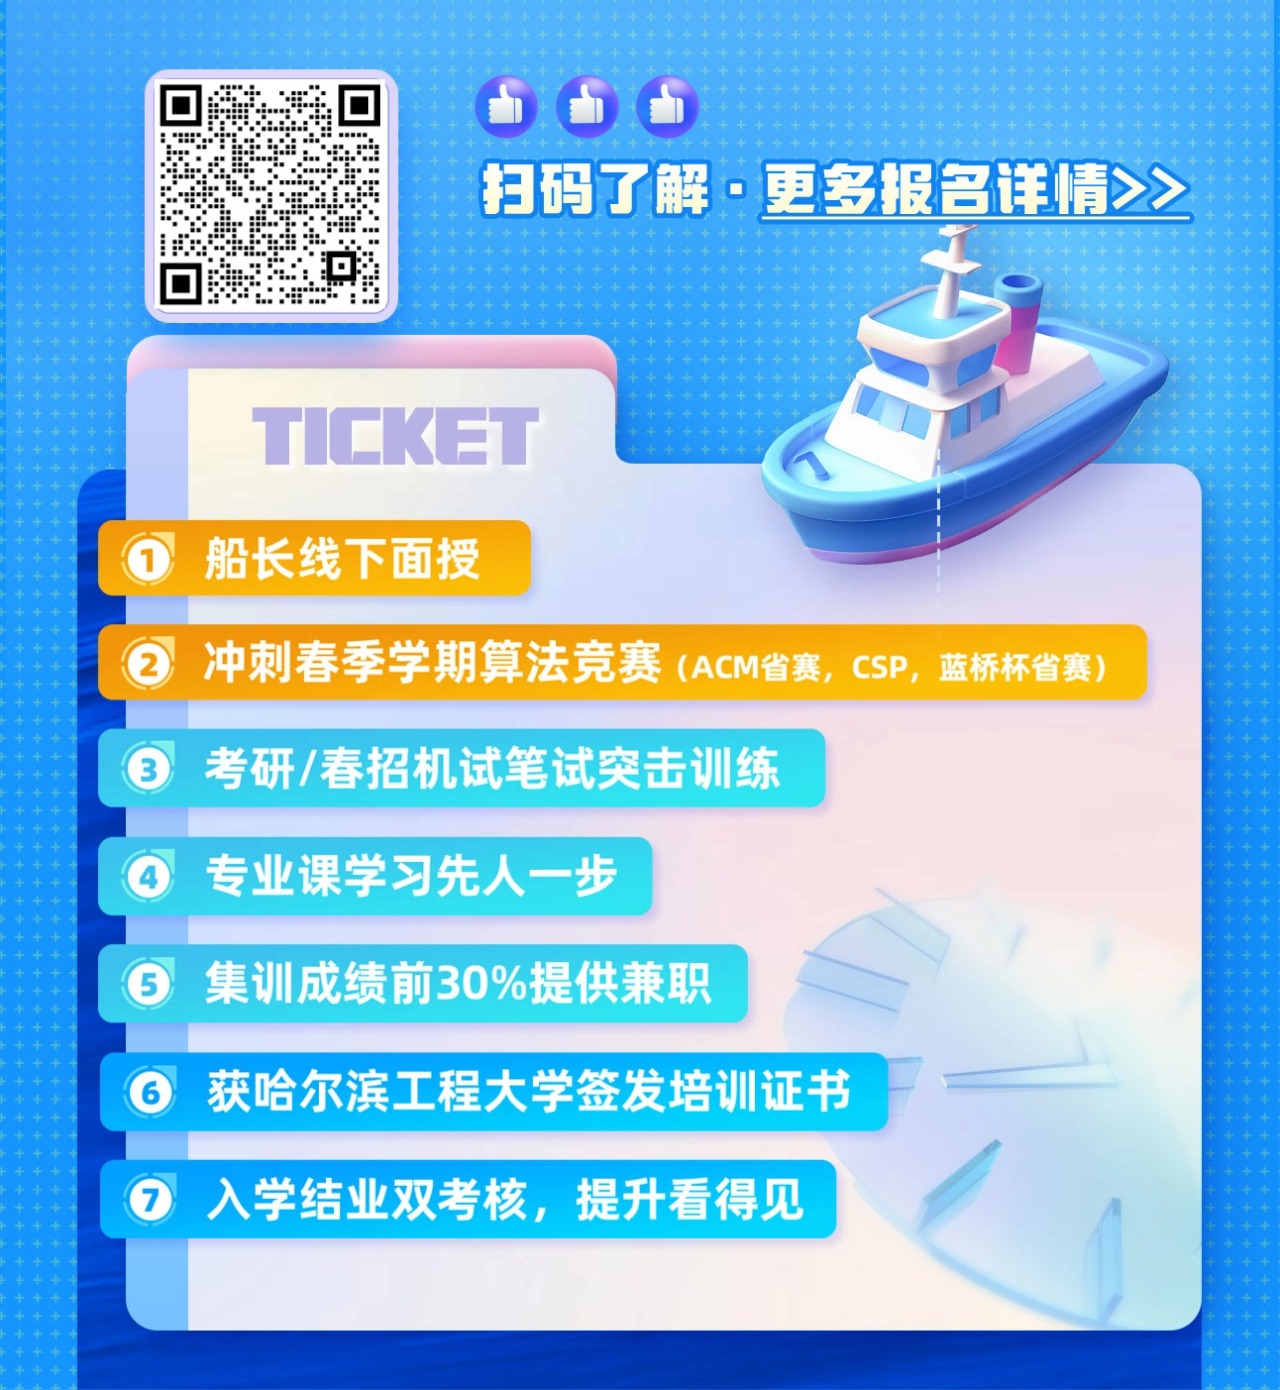 扫码了解·更多报名详情>>
TICKET
1 船长线下面授
2 冲刺春季学期算法竞赛（ACM省赛，CSP，蓝桥杯省赛）
3 考研/春招机试笔试突击训练
4 专业课学习先人一步
5 集训成绩前30%提供兼职
6 获哈尔滨工程大学签发培训证书
7 入学结业双考核，提升看得见